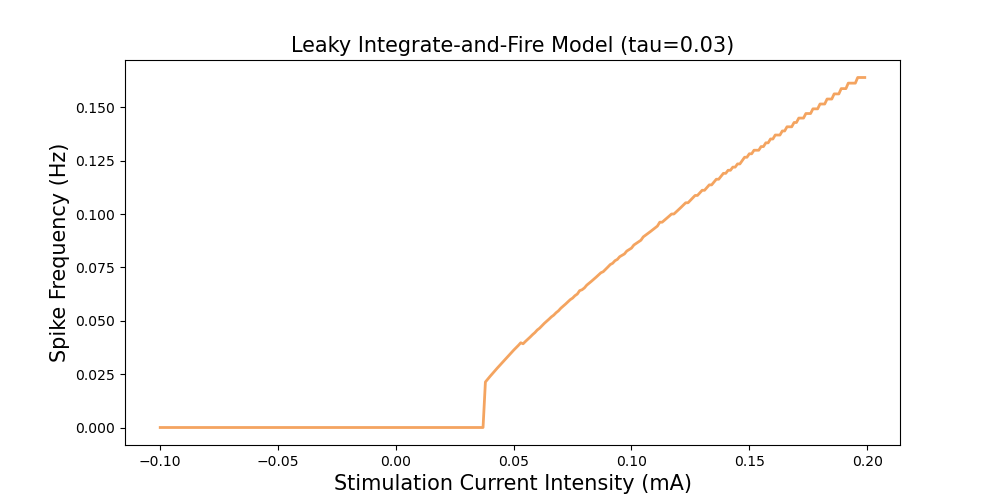 Leaky Integrate-and-Fire Model (tau=0.03)
Spike Frequency (Hz)
0.150
0.125
0.100
0.075
0.050
0.025
0.000
−0.10 −0.05 0.00 0.05 0.10 0.15 0.20
Stimulation Current Intensity (mA)